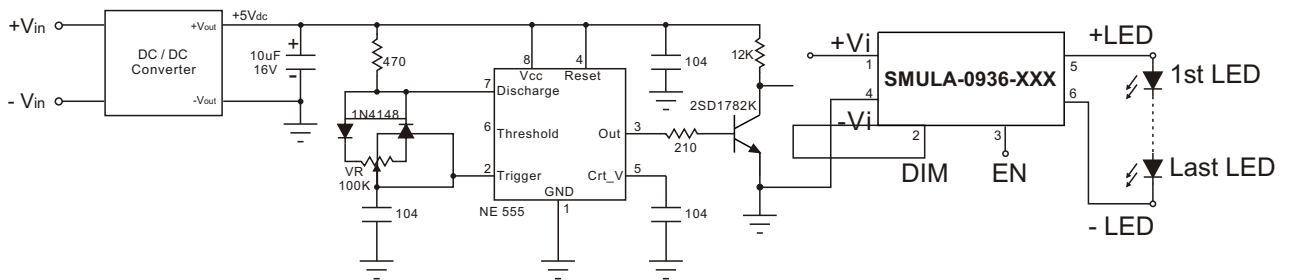 +Vin
- Vin
DC / DC
Converter
+Vout
-Vout
+5Vdc
+
10uF
16V
-
470
1N4148
VR
100K
104
7
Discharge
8
Vcc
4
Reset
6
Threshold
2
Trigger
Out
3
Crt_V
5
GND
1
NE 555
104
210
104
12K
2SD1782K
+Vi
1
4
-Vi
2
DIM
3
EN
SMULA-0936-XXX
5
6
+LED
1st LED
Last LED
- LED